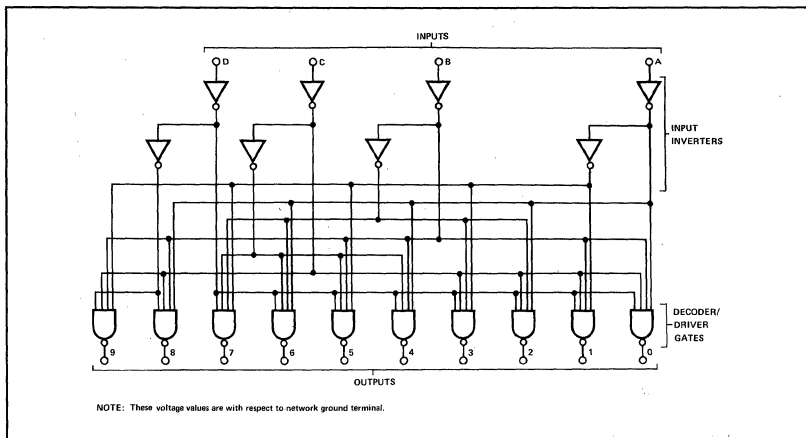 INPUTS
D
C
B
A
INPUT
INVERTERS
DECODER/
DRIVER
GATES
9
8
7
6
5
4
3
2
1
0
OUTPUTS
NOTE: These voltage values are with respect to network ground terminal.